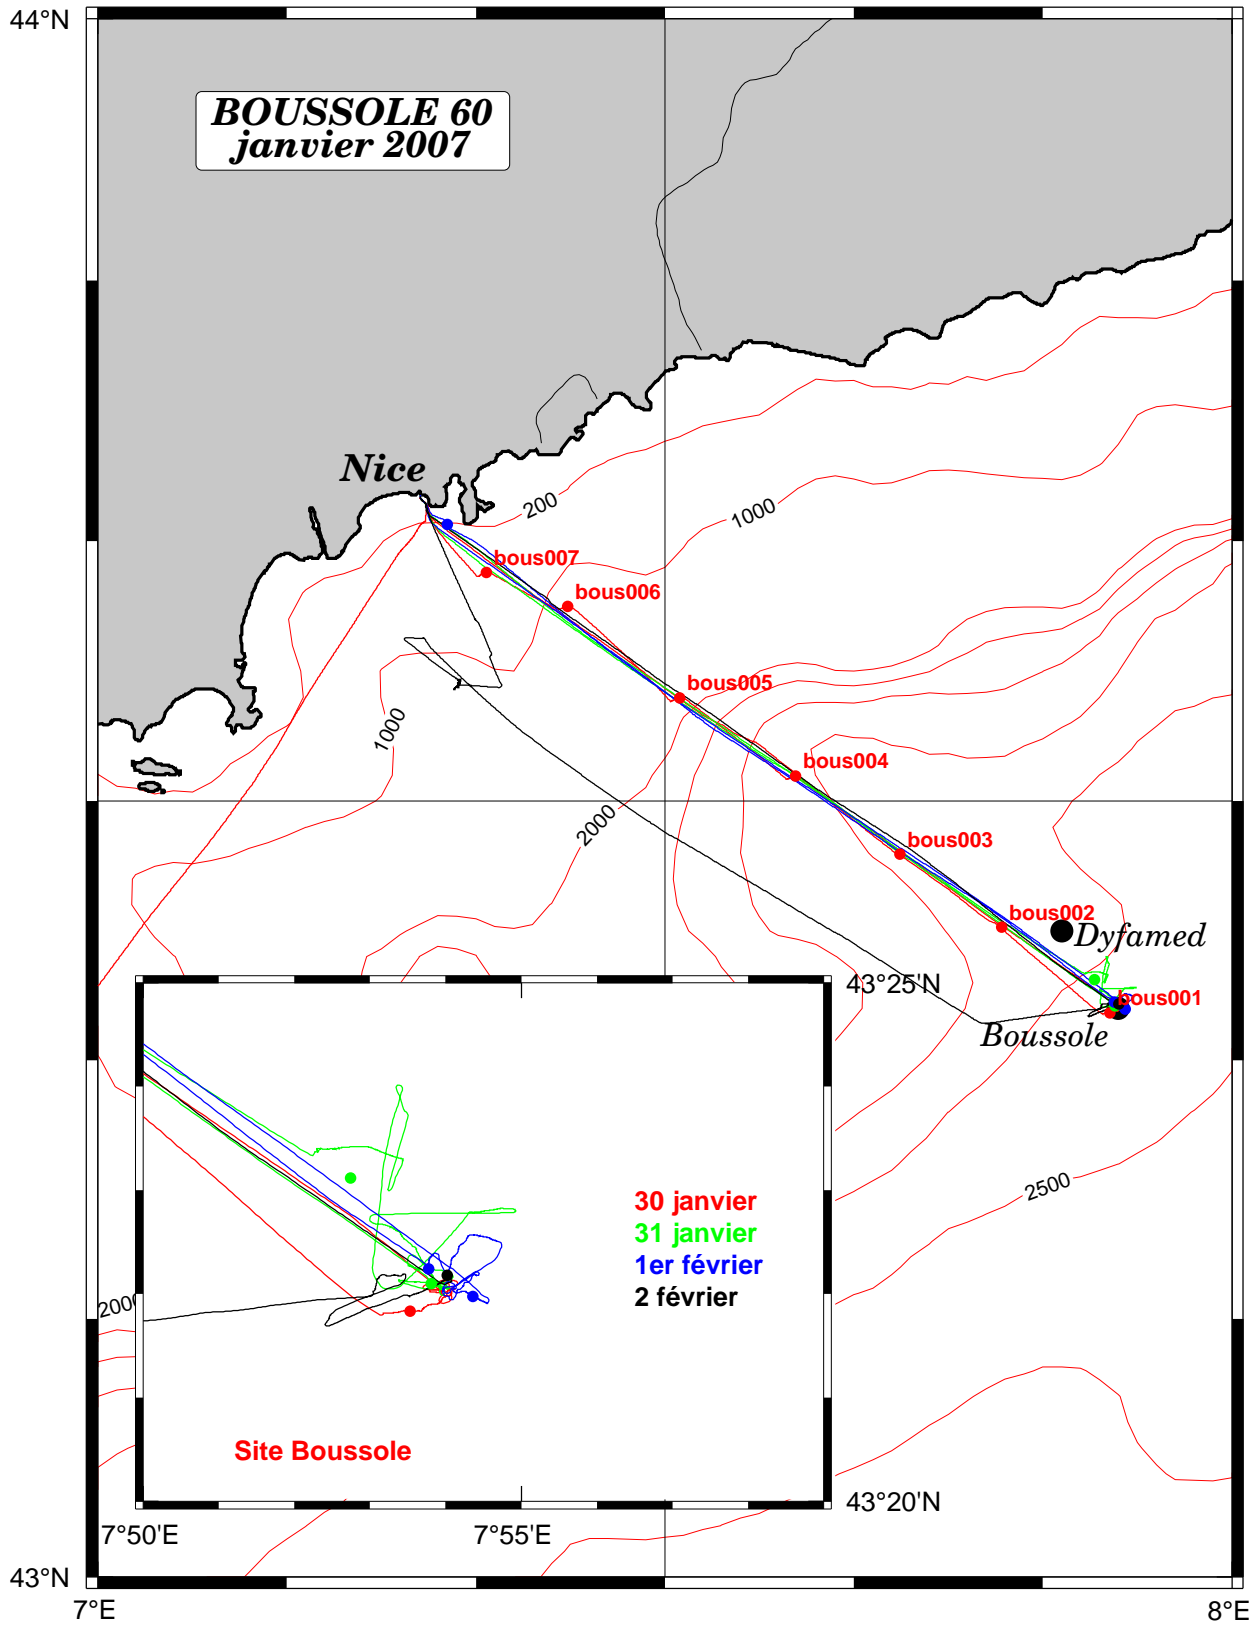 44°N
BOUSSOLE 60
janvier 2007
Nice
200
1000
bous007
bous006
bous005
1000
bous004
2000
bous003
bous002
Dyfamed
43°25'N
bous001
Boussole
2500
30 janvier
31 janvier
1er février
2 février
2000
Site Boussole
43°20'N
7°50'E
7°55'E
43°N
7°E
8°E